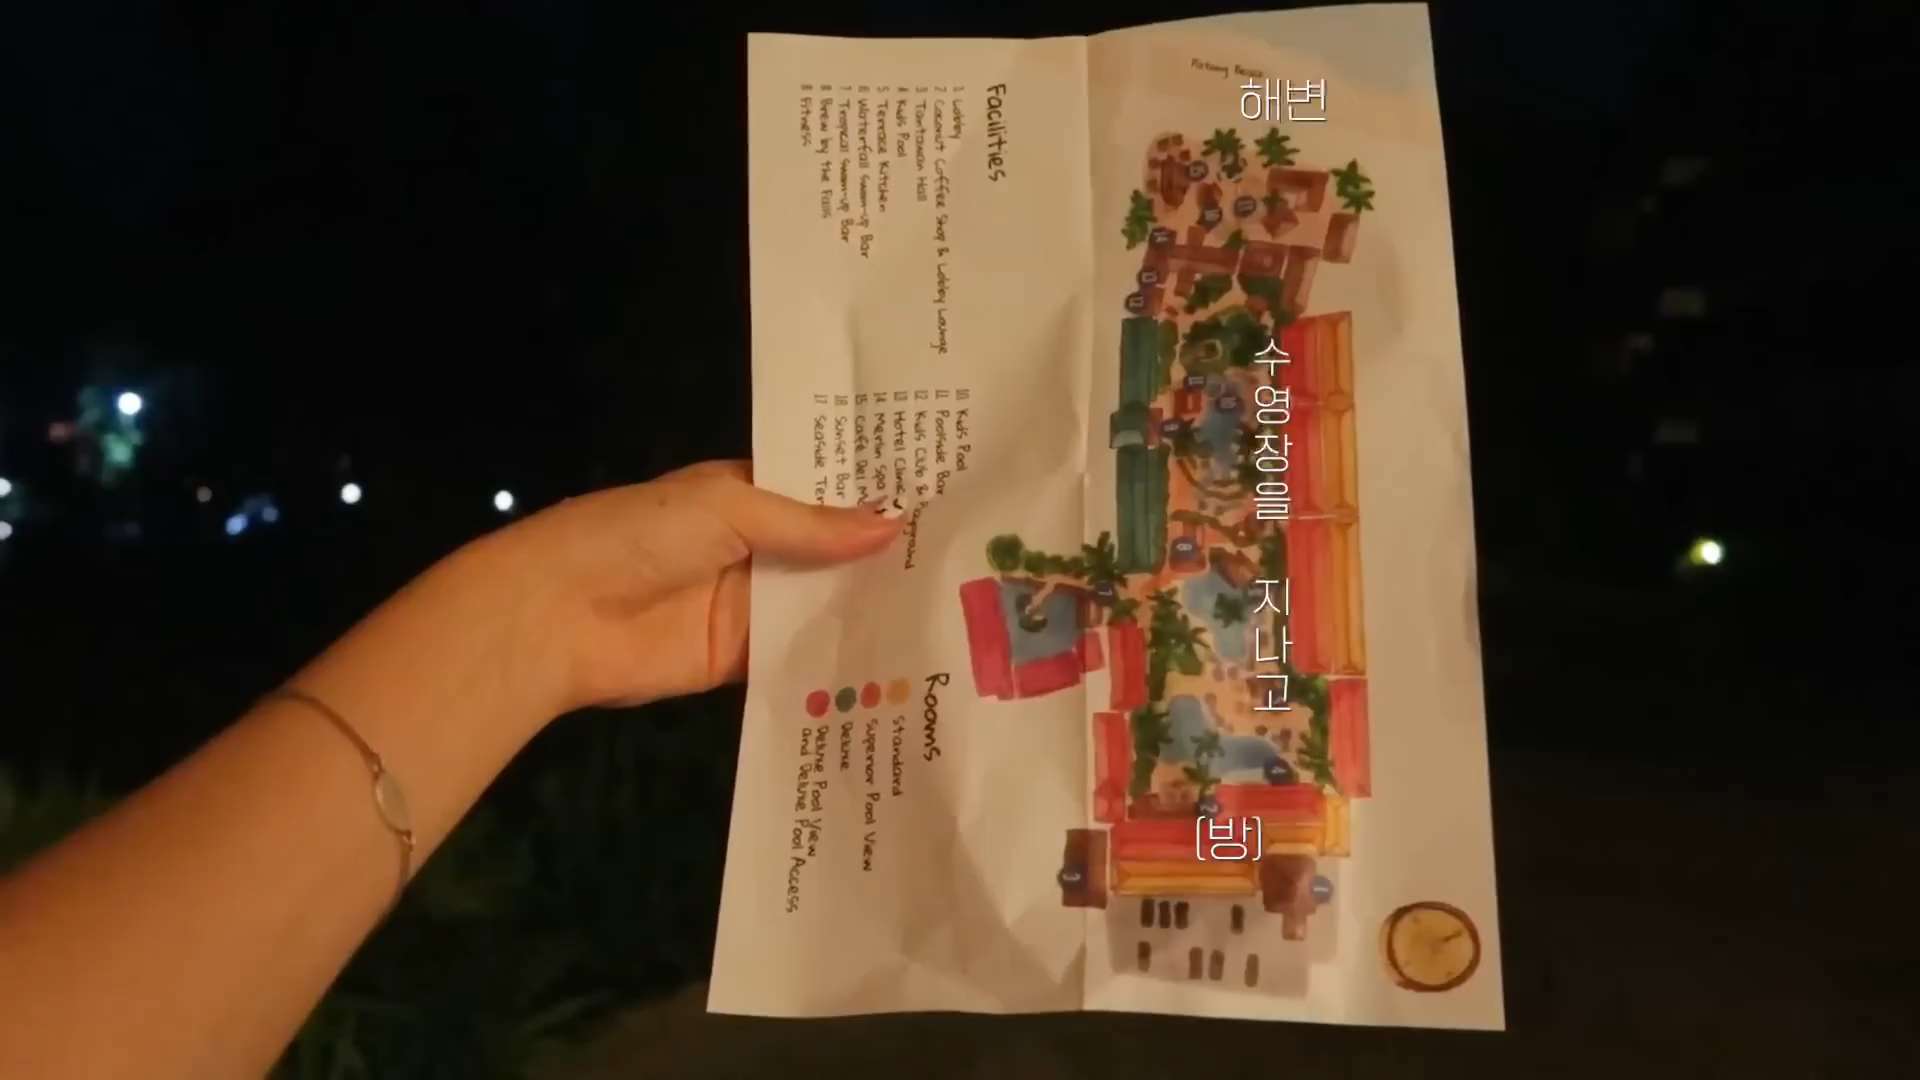 해변
수영장을 지나고
(방)
Facilities
1 Lobby
2 Coconut Coffee Shop & Lobby Lounge
3 Tantawan Hall
4 Kids Pool
5 Terrace Kitchen
6 Waterfall Swim-up Bar
7 Tropical Swim-up Bar
8 Brew by the Falls
9 Fitness
10 Kids Pool
11 Poolside Bar
12 Kids Club & Playground
13 Hotel Clinic
14 Merlin Spa
15 Café Del
16 Sunset Bar
17 Seaside
Rooms
Standard
Superior Pool View
Deluxe
Deluxe Pool View
and Deluxe Pool Access